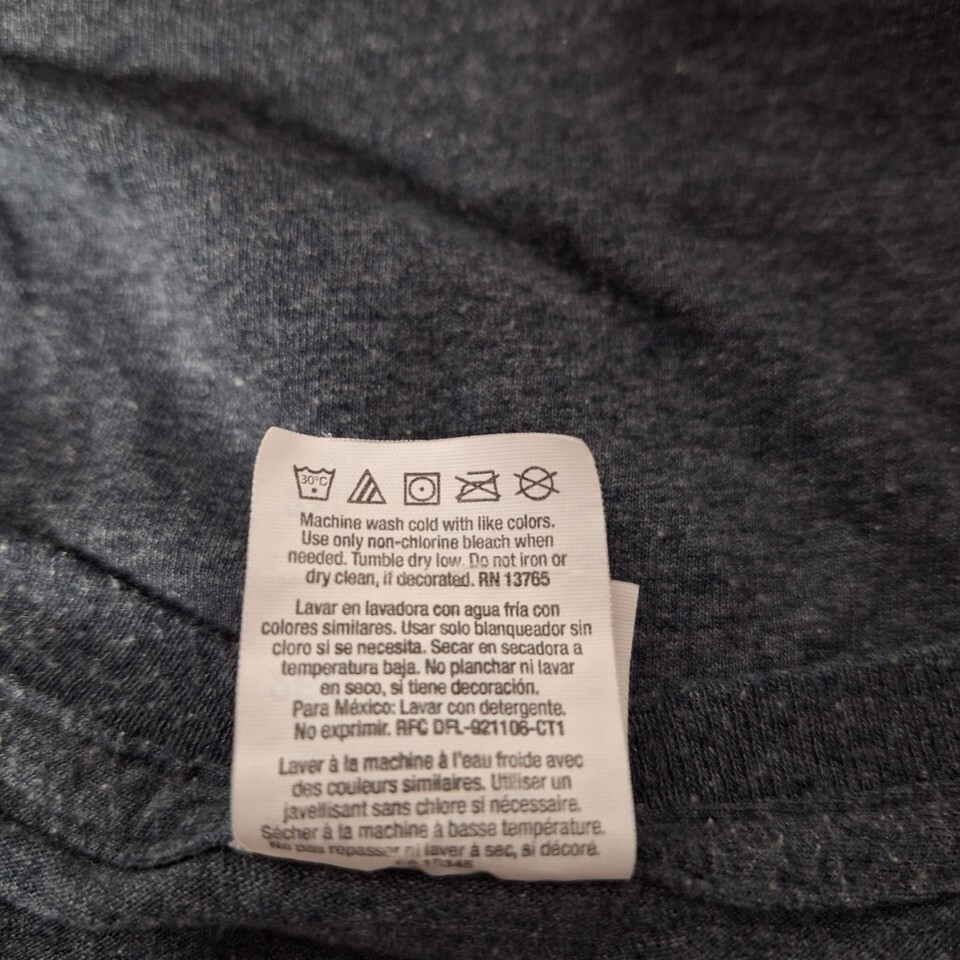 30°C
Machine wash cold with like colors.
Use only non-chlorine bleach when
needed. Tumble dry low. Do not iron or
dry clean, if decorated. RN 13765
Lavar en lavadora con agua fría con
colores similares. Usar solo blanqueador sin
cloro si se necesita. Secar en secadora a
temperatura baja. No planchar ni lavar
en seco, si tiene decoración.
Para México: Lavar con detergente.
No exprimir. RFC DFL-921106-CT1
Laver à la machine à l'eau froide avec
des couleurs similaires. Utiliser un
javellisant sans chlore si nécessaire.
Sécher à la machine à basse température.
No pas repasser ni laver à sec, si décoré.